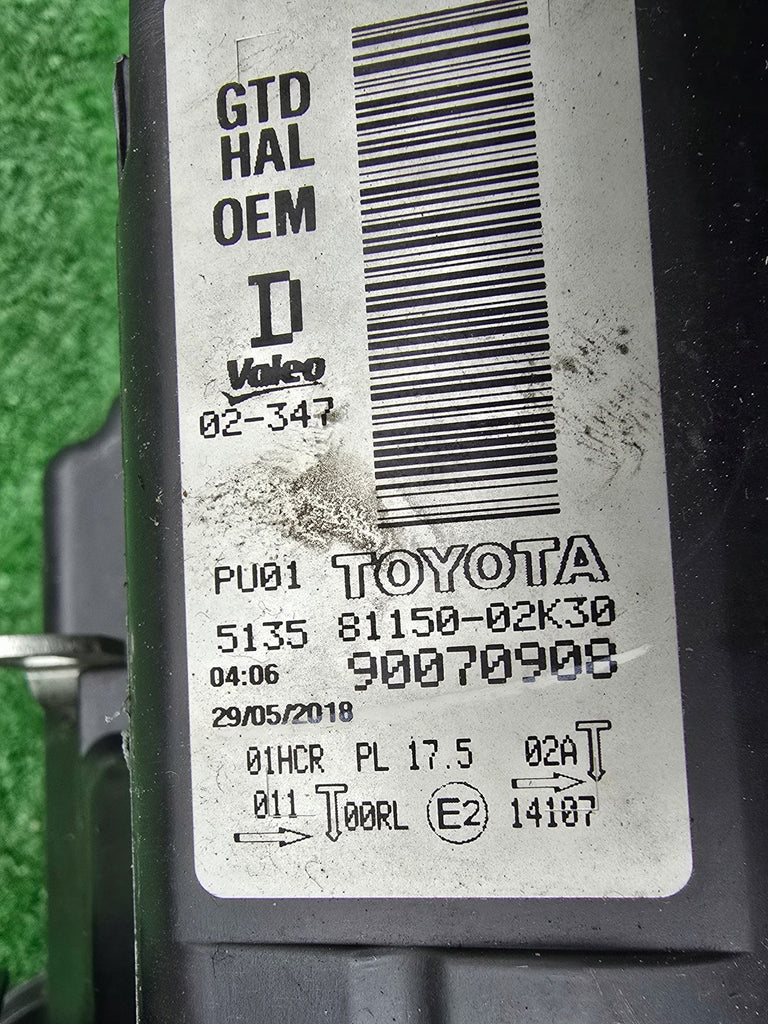 GTD
HAL
OEM
D
Valeo
02-347
PU01 TOYOTA
5135 81150-02K30
04:06 90070908
29/05/2018
01HCR PL 17.5 02A
011 00RL E2 14107